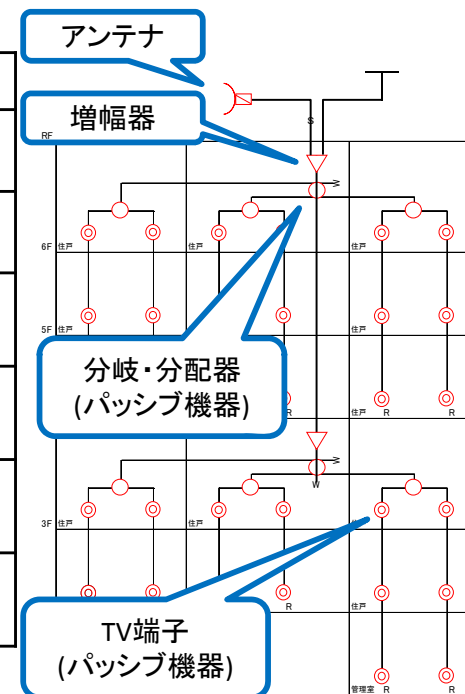 アンテナ
増幅器
S
RF
W
6F 住戸
住戸
5F 住戸
住戸
分岐・分配器
(パッシブ機器)
R
住戸 R
R
W
W
3F 住戸
住戸
R
住戸
TV端子
(パッシブ機器)
管理室 R
R